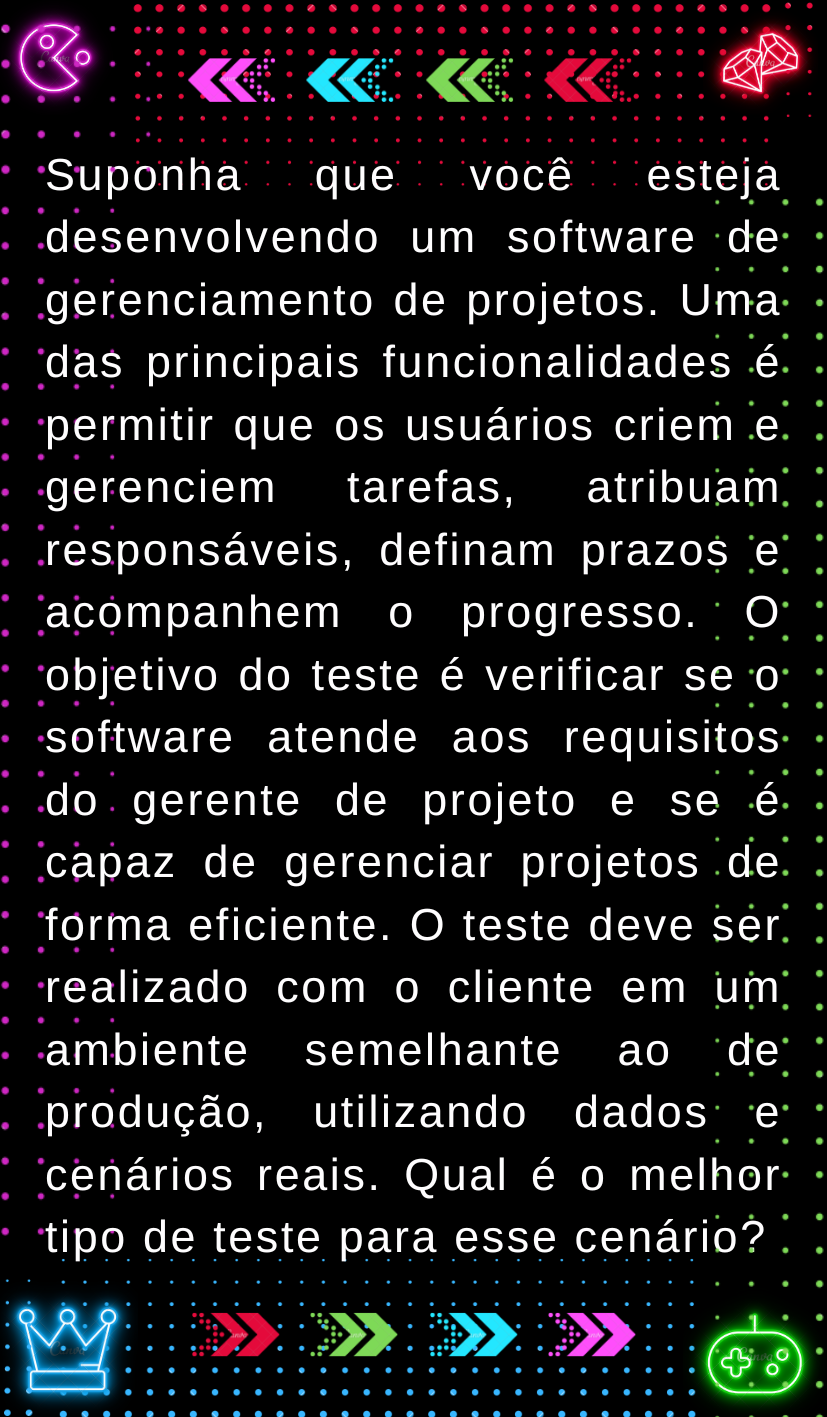 Suponha que você esteja
desenvolvendo um software de
gerenciamento de projetos. Uma
das principais funcionalidades é
permitir que os usuários criem e
gerenciem tarefas, atribuam
responsáveis, definam prazos e
acompanhem o progresso. O
objetivo do teste é verificar se o
software atende aos requisitos
do gerente de projeto e se é
capaz de gerenciar projetos de
forma eficiente. O teste deve ser
realizado com o cliente em um
ambiente semelhante ao de
produção, utilizando dados e
cenários reais. Qual é o melhor
tipo de teste para esse cenário?